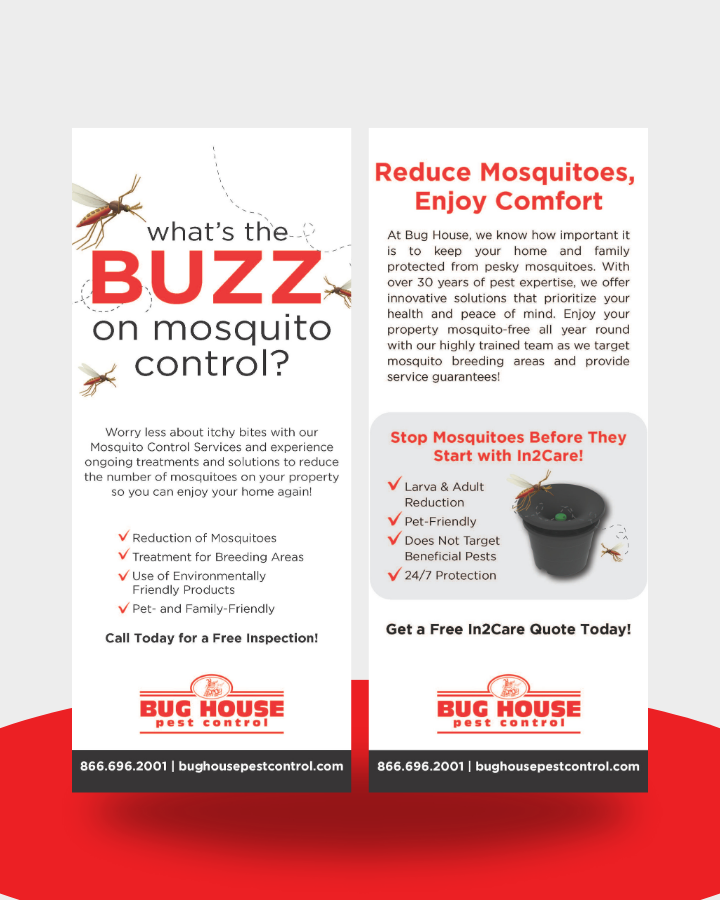 what's the
BUZZ
on mosquito
control?
Worry less about itchy bites with our
Mosquito Control Services and experience
ongoing treatments and solutions to reduce
the number of mosquitoes on your property
so you can enjoy your home again!
Reduction of Mosquitoes
Treatment for Breeding Areas
Use of Environmentally
Friendly Products
Pet- and Family-Friendly
Call Today for a Free Inspection!
BUG HOUSE
pest control
866.696.2001 | bughousepestcontrol.com
Reduce Mosquitoes,
Enjoy Comfort
At Bug House, we know how important it
is to keep your home and family
protected from pesky mosquitoes. With
over 30 years of pest expertise, we offer
innovative solutions that prioritize your
health and peace of mind. Enjoy your
property mosquito-free all year round
with our highly trained team as we target
mosquito breeding areas and provide
service guarantees!
Stop Mosquitoes Before They
Start with In2Care!
Larva & Adult
Reduction
Pet-Friendly
Does Not Target
Beneficial Pests
24/7 Protection
Get a Free In2Care Quote Today!
BUG HOUSE
pest control
866.696.2001 | bughousepestcontrol.com